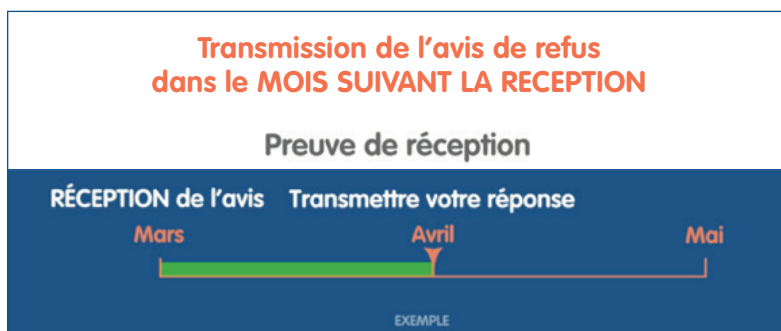 Transmission de l'avis de refus
dans le MOIS SUIVANT LA RECEPTION
Preuve de réception
RÉCEPTION de l'avis Transmettre votre réponse
Mars Avril Mai
EXEMPLE